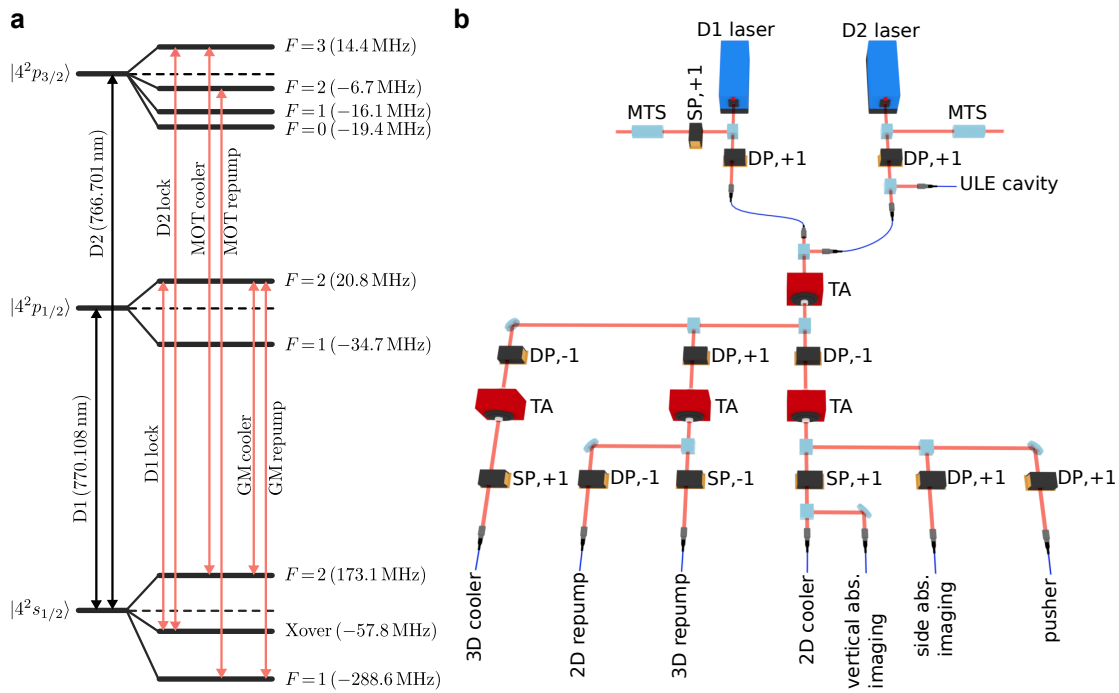 a
|4²p₃/₂⟩
F = 3 (14.4 MHz)
F = 2 (−6.7 MHz)
F = 1 (−16.1 MHz)
F = 0 (−19.4 MHz)
D2 (766.701 nm)
D2 lock
MOT cooler
MOT repump
|4²p₁/₂⟩
F = 2 (20.8 MHz)
F = 1 (−34.7 MHz)
D1 (770.108 nm)
D1 lock
GM cooler
GM repump
|4²s₁/₂⟩
F = 2 (173.1 MHz)
Xover (−57.8 MHz)
F = 1 (−288.6 MHz)
b
D1 laser
D2 laser
MTS
SP,+1
MTS
DP,+1
DP,+1
ULE cavity
TA
DP,-1
DP,+1
DP,-1
TA
TA
TA
SP,+1
DP,-1
SP,-1
SP,+1
DP,+1
DP,+1
3D cooler
2D repump
3D repump
2D cooler
vertical abs.
imaging
side abs.
imaging
pusher